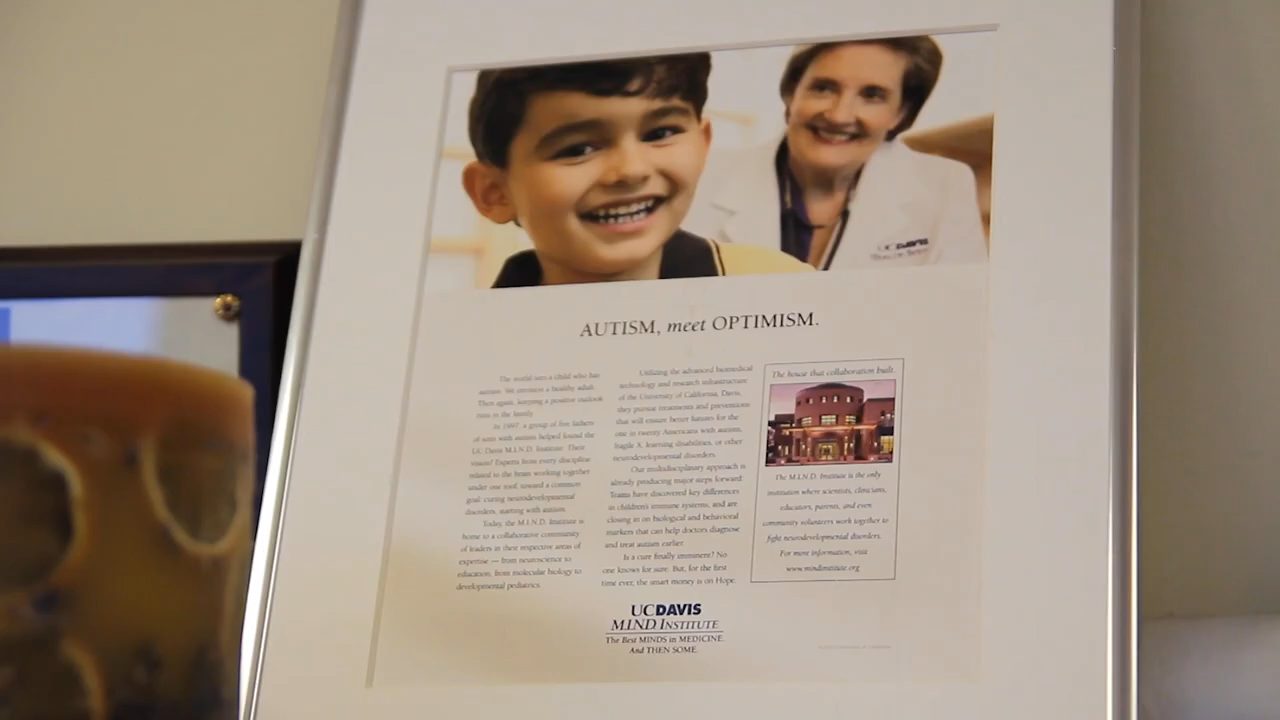 UC DAVIS
AUTISM, meet OPTIMISM.
The world sees a child who has
autism. We envision a healthy adult.
Then again, keeping a positive outlook
runs in the family.
In 1997, a group of five fathers
of sons with autism helped found the
UC Davis M.I.N.D. Institute. Their
vision? Experts from every discipline
related to the brain working together
under one roof, toward a common
goal: curing neurodevelopmental
disorders, starting with autism.
Today, the M.I.N.D. Institute is
home to a collaborative community
of leaders in their respective areas of
expertise — from neuroscience to
education, from molecular biology to
developmental pediatrics.
Utilizing the advanced biomedical
technology and research infrastructure
of the University of California, Davis,
they pursue treatments and preventions
that will ensure better futures for the
one in twenty Americans with autism,
fragile X, learning disabilities, or other
neurodevelopmental disorders.
Our multidisciplinary approach is
already producing major steps forward.
Teams have discovered key differences
in children's immune systems, and are
closing in on biological and behavioral
markers that can help doctors diagnose
and treat autism earlier.
Is a cure finally imminent? No
one knows for sure. But, for the first
time ever, the smart money is on Hope.
The house that collaboration built.
The M.I.N.D. Institute is the only
institution where scientists, clinicians,
educators, parents, and even
community volunteers work together to
fight neurodevelopmental disorders.
For more information, visit
www.mindinstitute.org
UC DAVIS
M.I.N.D. INSTITUTE
The Best MINDS in MEDICINE.
And THEN SOME.